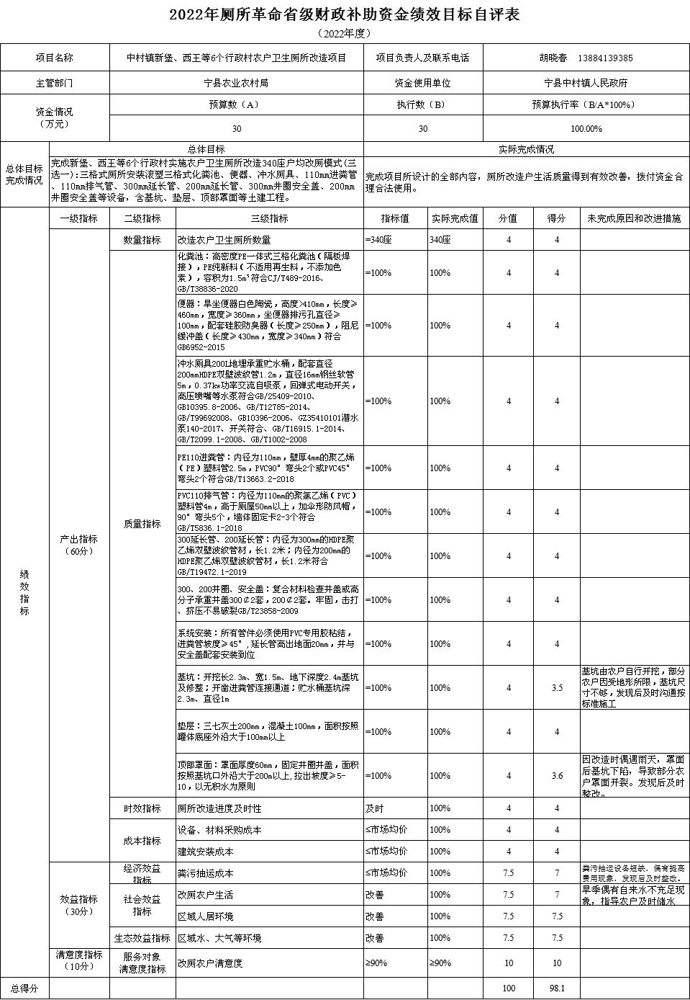 2022年厕所革命省级财政补助资金绩效目标自评表
（2022年度）
项目名称 中村镇新堡、西王等6个行政村农户卫生厕所改造项目 项目负责人及联系电话 胡晓春 13884139385
主管部门 宁县农业农村局 资金使用单位 宁县中村镇人民政府
资金情况
（万元）
预算数（A） 执行数（B） 预算执行率（B/A*100%）
30 30 100.00%
总体目标
完成情况
总体目标 实际完成情况
完成新堡、西王等6个行政村实施农户卫生厕所改造340座户均改厕模式(三
选一):三格式厕所安装滚塑三格式化粪池、便器、冲水厕具、110mm进粪管
、110mm排气管、300mm延长管、200mm延长管、300mm井圈安全盖、200mm
井圈安全盖等设备，含基坑、垫层、顶部罩面等土建工程。
完成项目所设计的全部内容，厕所改造户生活质量得到有效改善，拨付资金合
理合法使用。
绩
效
指
标
一级指标 二级指标 三级指标 指标值 实际完成值 分值 得分 未完成原因和改进措施
产出指标
（60分）
数量指标 改造农户卫生厕所数量 =340座 340座 4 4
质量指标
化粪池：高密度PE一体式三格化粪池（隔板焊
接），PE纯新料（不适用再生料，不添加色
素），容积为1.5m³符合CJ/T489-2016、
GB/T38836-2020
=100% 100% 4 4
便器：旱坐便器白色陶瓷，高度>410mm，长度≥
460mm，宽度≥360mm，坐便器排污孔直径≥
100mm，配套硅胶防臭器（长度≥250mm），阻尼
缓冲盖（长度≥430mm，宽度≥340mm）符合
GB6952-2015
=100% 100% 4 4
冲水厕具200L地埋承重贮水桶，配套直径
200mmHDPE双壁波纹管1.2m，直径16mm钢丝软管
5m，0.37kw功率交流自吸泵，回弹式电动开关，
高压喷嘴等水泵符合GB/25409-2010、
GB10395.8-2006、GB/T12785-2014、
GB/T99692008、GB10396-2006、GZ35410101潜水
泵140-2017、开关符合、GB/T16915.1-2014、
GB/T2099.1-2008、GB/T1002-2008
=100% 100% 4 4
PE110进粪管：内径为110mm，壁厚4mm的聚乙烯
（PE）塑料管2.5m，PVC90°弯头2个或PVC45°
弯头2个符合GB/T13663.2-2018
=100% 100% 4 4
PVC110排气管：内径为110mm的聚氯乙烯（PVC）
塑料管4m，高于厕屋50mm以上，加伞形防风帽，
90°弯头5个，墙体固定卡2-3个符合
GB/T5836.1-2018
=100% 100% 4 4
300延长管、200延长管：内径为300mm的HDPE聚
乙烯双壁波纹管材，长1.2米；内径为200mm的
HDPE聚乙烯双壁波纹管材，长1.2米符合
GB/T19472.1-2019
=100% 100% 4 4
300、200井圈、安全盖：复合材料检查井盖或高
分子承重井盖300￠2套，200￠2套。牢固，击打
、挤压不易破裂GB/T23858-2009
=100% 100% 4 4
系统安装：所有管件必须使用PVC专用胶粘结，
进粪管坡度≥45°,延长管高出地面20mm，并与
安全盖配套安装到位
=100% 100% 4 4
基坑：开挖长2.3m、宽1.5m、地下深度2.4m基坑
及修整；开凿进粪管连接通道；贮水桶基坑深
2.3m、直径1m
=100% 100% 4 3.5
基坑由农户自行开挖，部分
农户因受地形所限，基坑尺
寸不够，发现后及时沟通按
标准施工
垫层：三七灰土200mm，混凝土100mm，面积按照
罐体底座外沿大于100mm以上
=100% 100% 4 4
顶部罩面：罩面厚度60mm，固定井圈井盖，面积
按照基坑口外沿大于200m以上,拉出坡度≥5-
10，以无积水为原则
=100% 100% 4 3.6
因改造时偶遇雨天，罩面
后基坑下陷，导致部分农
户罩面开裂。发现后及时
整改。
时效指标 厕所改造进度及时性 及时 100% 4 4
成本指标
设备、材料采购成本 ≤市场均价 100% 4 4
建筑安装成本 ≤市场均价 100% 4 4
效益指标
（30分）
经济效益
指标
粪污抽运成本 ≤市场均价 100% 7.5 7
粪污抽运设备短缺，偶有提高
费用现象，发现后及时整改。
社会效益
指标
改厕农户生活 改善 100% 7.5 7
旱季偶有自来水不充足现
象，指导农户及时储水
区域人居环境 改善 100% 7.5 7.5
生态效益指标 区域水、大气等环境 改善 100% 7.5 7.5
满意度指标
（10分）
服务对象
满意度指标
改厕农户满意度 ≥90% ≥90% 10 10
总得分 100 98.1